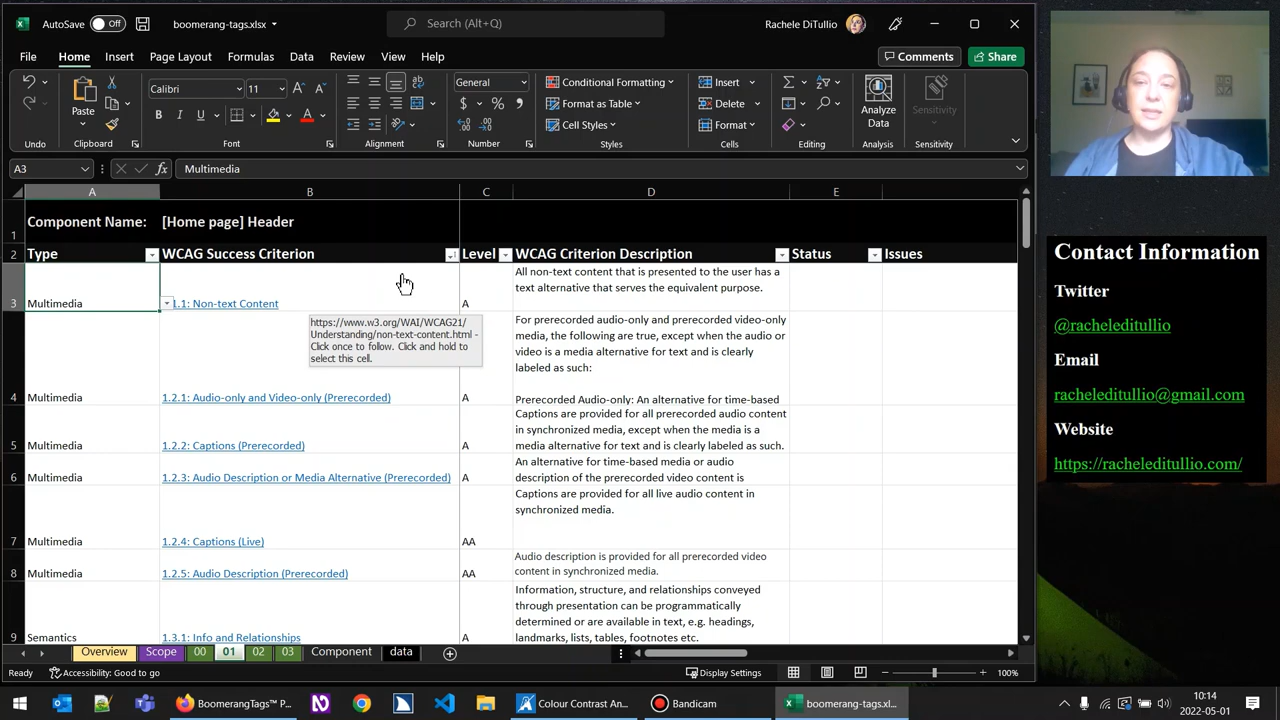 AutoSave Off boomerang-tags.xlsx Search (Alt+Q) Rachele DiTullio
File Home Insert Page Layout Formulas Data Review View Help Comments Share
Paste Calibri 11 B I U General $ % Conditional Formatting Format as Table Cell Styles Insert Delete Format Analyze Data Sensitivity
Undo Clipboard Font Alignment Number Styles Cells Editing Analysis Sensitivity
A3 fx Multimedia
A B C D E
1 Component Name: [Home page] Header
2 Type WCAG Success Criterion Level WCAG Criterion Description Status Issues
All non-text content that is presented to the user has a
text alternative that serves the equivalent purpose.
3 Multimedia 1.1: Non-text Content A
https://www.w3.org/WAI/WCAG21/
Understanding/non-text-content.html -
Click once to follow. Click and hold to
select this cell.
For prerecorded audio-only and prerecorded video-only
media, the following are true, except when the audio or
video is a media alternative for text and is clearly
labeled as such:
Prerecorded Audio-only: An alternative for time-based
4 Multimedia 1.2.1: Audio-only and Video-only (Prerecorded) A
Captions are provided for all prerecorded audio content
in synchronized media, except when the media is a
media alternative for text and is clearly labeled as such.
5 Multimedia 1.2.2: Captions (Prerecorded) A
An alternative for time-based media or audio
description of the prerecorded video content is
6 Multimedia 1.2.3: Audio Description or Media Alternative (Prerecorded) A
Captions are provided for all live audio content in
synchronized media.
7 Multimedia 1.2.4: Captions (Live) AA
Audio description is provided for all prerecorded video
content in synchronized media.
8 Multimedia 1.2.5: Audio Description (Prerecorded) AA
Information, structure, and relationships conveyed
through presentation can be programmatically
determined or are available in text, e.g. headings,
landmarks, lists, tables, footnotes etc.
9 Semantics 1.3.1: Info and Relationships A
Overview Scope 00 01 02 03 Component data
Ready Accessibility: Good to go Display Settings 100%
BoomerangTags™ P... Colour Contrast An... Bandicam boomerang-tags.xl... 10:14
2022-05-01
Contact Information
Twitter
@racheleditullio
Email
racheleditullio@gmail.com
Website
https://racheleditullio.com/